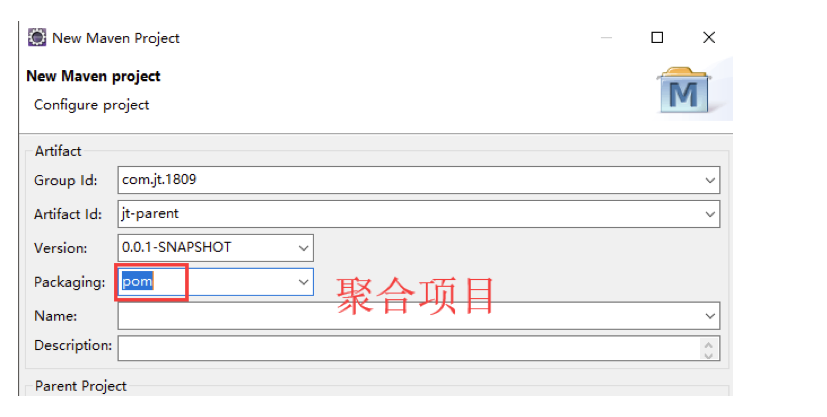 New Maven Project
New Maven project
Configure project
M
Artifact
Group Id: com.jt.1809
Artifact Id: jt-parent
Version: 0.0.1-SNAPSHOT
Packaging: pom
聚合项目
Name:
Description:
Parent Project